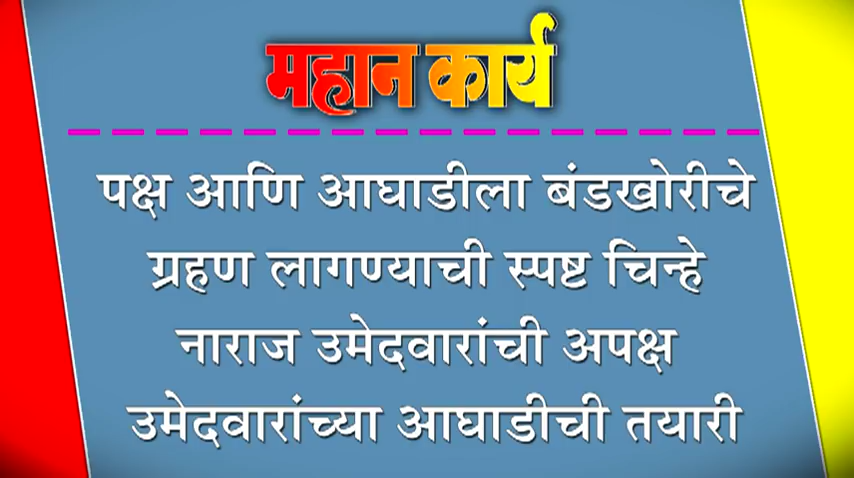 महान कार्य
पक्ष आणि आघाडीला बंडखोरीचे
ग्रहण लागण्याची स्पष्ट चिन्हे
नाराज उमेदवारांची अपक्ष
उमेदवारांच्या आघाडीची तयारी